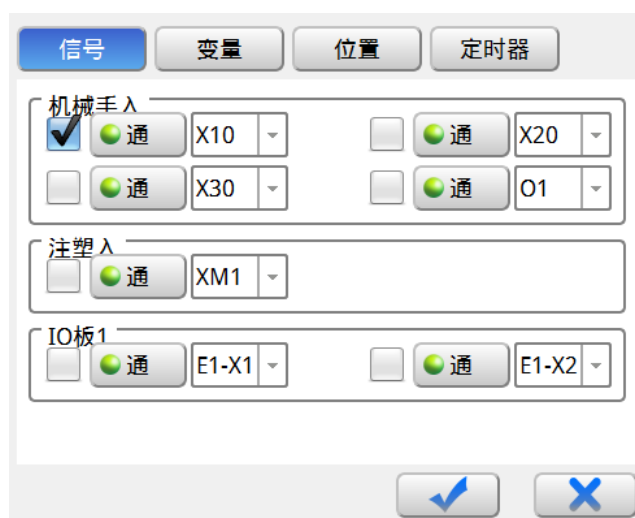 信号 变量 位置 定时器
机械手入
通 X10 通 X20
通 X30 通 O1
注塑入
通 XM1
IO板1
通 E1-X1 通 E1-X2